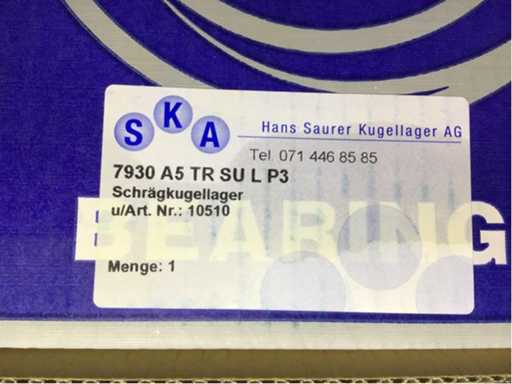 SKA
Hans Saurer Kugellager AG
Tel. 071 446 85 85
7930 A5 TR SU L P3
Schrägkugellager
u/Art. Nr.: 10510
BEARING
Menge: 1